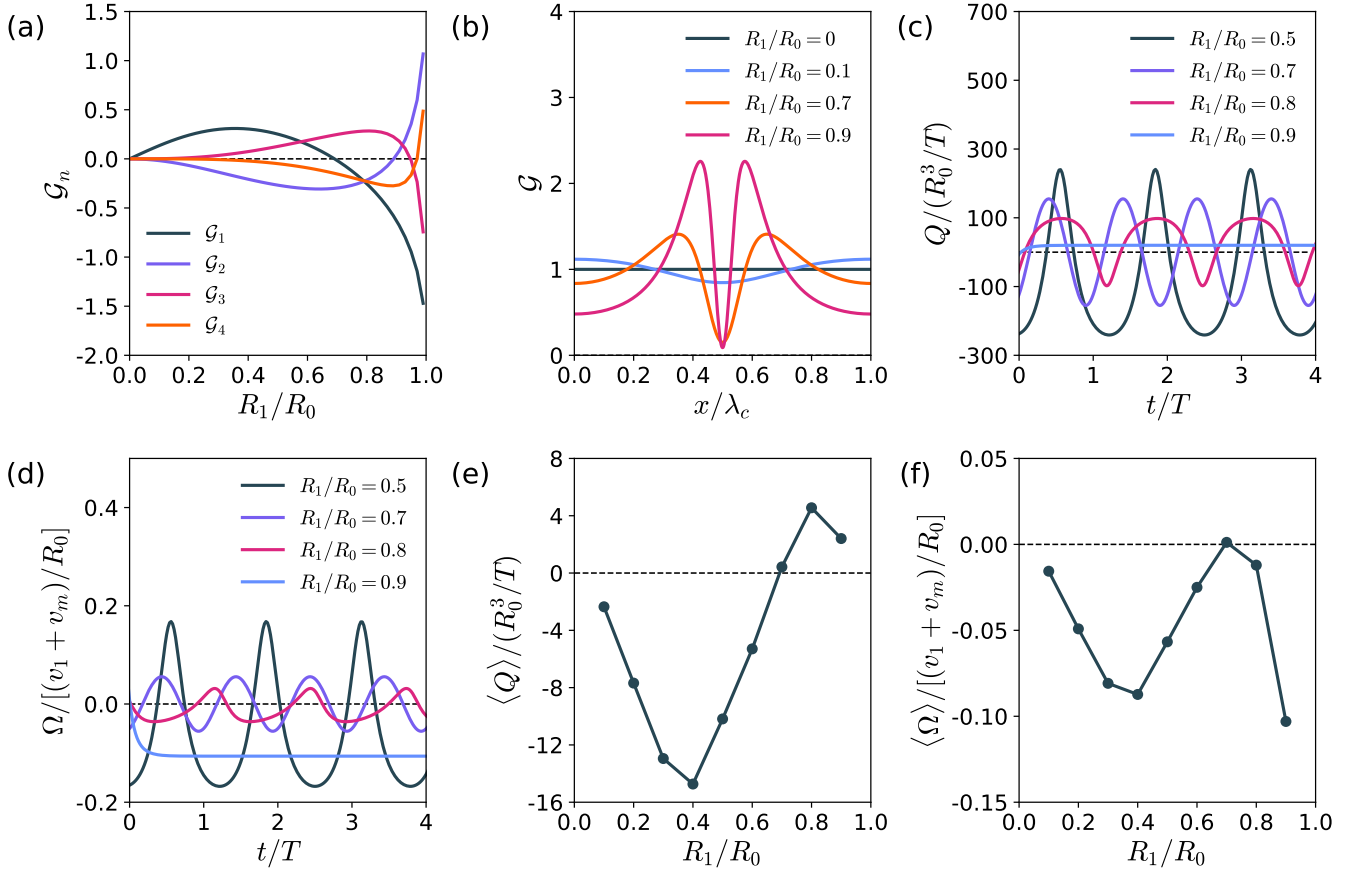 (a)
1.5
1.0
0.5
0.0
-0.5
-1.0
-1.5
-2.0
𝒢ₙ
𝒢₁
𝒢₂
𝒢₃
𝒢₄
0.0 0.2 0.4 0.6 0.8 1.0
R₁/R₀
(b)
4
3
2
1
0
𝒢
R₁/R₀ = 0
R₁/R₀ = 0.1
R₁/R₀ = 0.7
R₁/R₀ = 0.9
0.0 0.2 0.4 0.6 0.8 1.0
x/λ_c
(c)
700
500
300
100
-100
-300
Q/(R₀³/T)
R₁/R₀ = 0.5
R₁/R₀ = 0.7
R₁/R₀ = 0.8
R₁/R₀ = 0.9
0 1 2 3 4
t/T
(d)
0.4
0.2
0.0
-0.2
Ω/[(v₁ + vₘ)/R₀]
R₁/R₀ = 0.5
R₁/R₀ = 0.7
R₁/R₀ = 0.8
R₁/R₀ = 0.9
0 1 2 3 4
t/T
(e)
8
4
0
-4
-8
-12
-16
⟨Q⟩/(R₀³/T)
0.0 0.2 0.4 0.6 0.8 1.0
R₁/R₀
(f)
0.05
0.00
-0.05
-0.10
-0.15
⟨Ω⟩/[(v₁ + vₘ)/R₀]
0.0 0.2 0.4 0.6 0.8 1.0
R₁/R₀